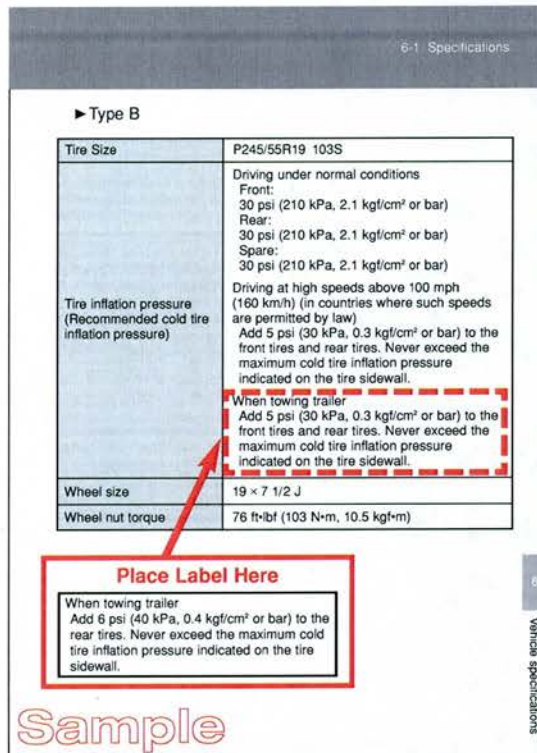 6-1 Specifications
►Type B
Tire Size
P245/55R19 103S
Tire inflation pressure
(Recommended cold tire
inflation pressure)
Driving under normal conditions
Front:
30 psi (210 kPa, 2.1 kgf/cm² or bar)
Rear:
30 psi (210 kPa, 2.1 kgf/cm² or bar)
Spare:
30 psi (210 kPa, 2.1 kgf/cm² or bar)
Driving at high speeds above 100 mph
(160 km/h) (in countries where such speeds
are permitted by law)
Add 5 psi (30 kPa, 0.3 kgf/cm² or bar) to the
front tires and rear tires. Never exceed the
maximum cold tire inflation pressure
indicated on the tire sidewall.
When towing trailer
Add 5 psi (30 kPa, 0.3 kgf/cm² or bar) to the
front tires and rear tires. Never exceed the
maximum cold tire inflation pressure
indicated on the tire sidewall.
Wheel size
19 × 7 1/2 J
Wheel nut torque
76 ft•lbf (103 N•m, 10.5 kgf•m)
Place Label Here
When towing trailer
Add 6 psi (40 kPa, 0.4 kgf/cm² or bar) to the
rear tires. Never exceed the maximum cold
tire inflation pressure indicated on the tire
sidewall.
6
Vehicle specifications
Sample